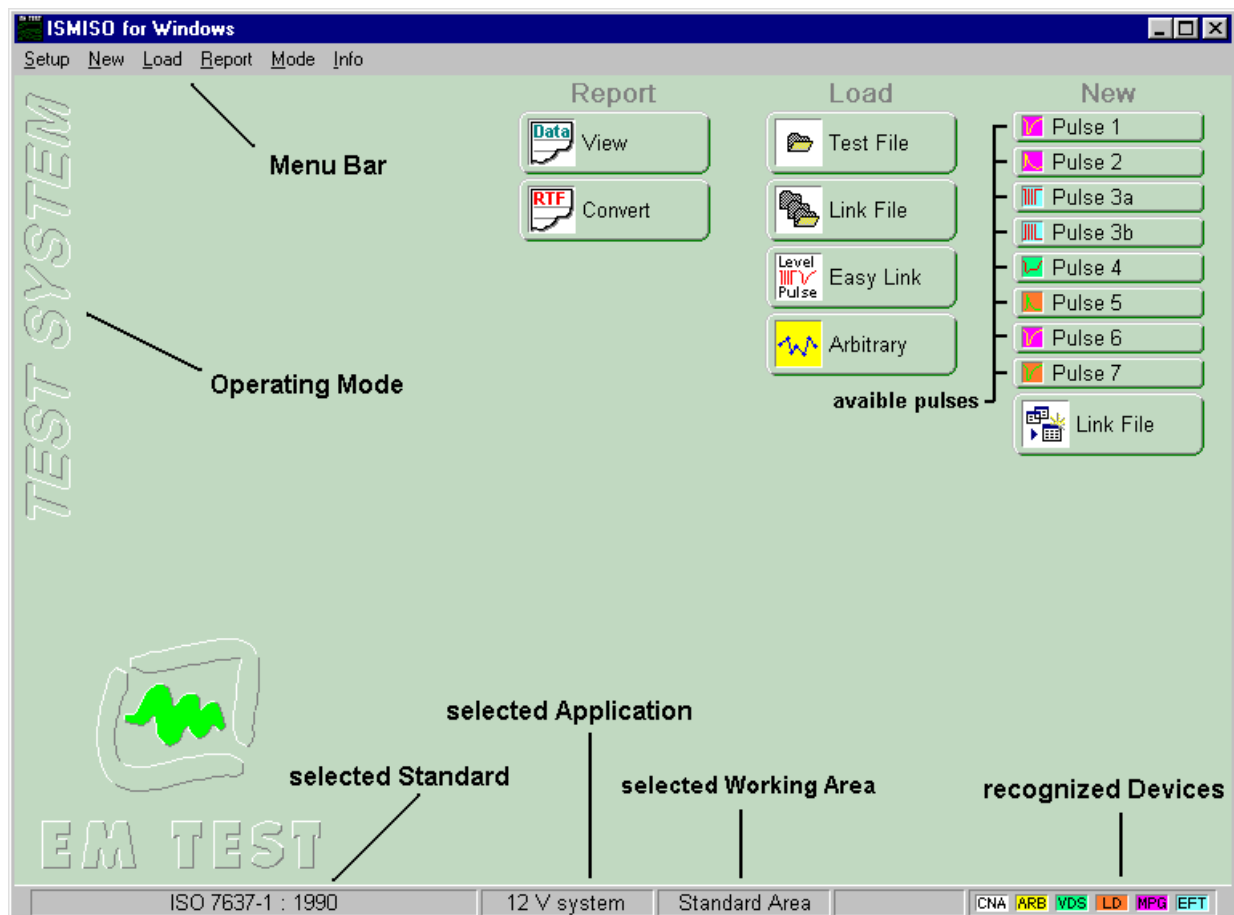 EM TEST
ISMISO for Windows
Setup New Load Report Mode Info
Report Load New
Data View
Test File
Pulse 1
Pulse 2
RTF Convert
Link File
Pulse 3a
Pulse 3b
Level Pulse Easy Link
Pulse 4
Pulse 5
Arbitrary
Pulse 6
Pulse 7
avaible pulses
Link File
Menu Bar
TEST SYSTEM
Operating Mode
selected Application
selected Standard
selected Working Area
recognized Devices
EM TEST
ISO 7637-1 : 1990
12 V system
Standard Area
CNA ARB VDS LD MPG EFT